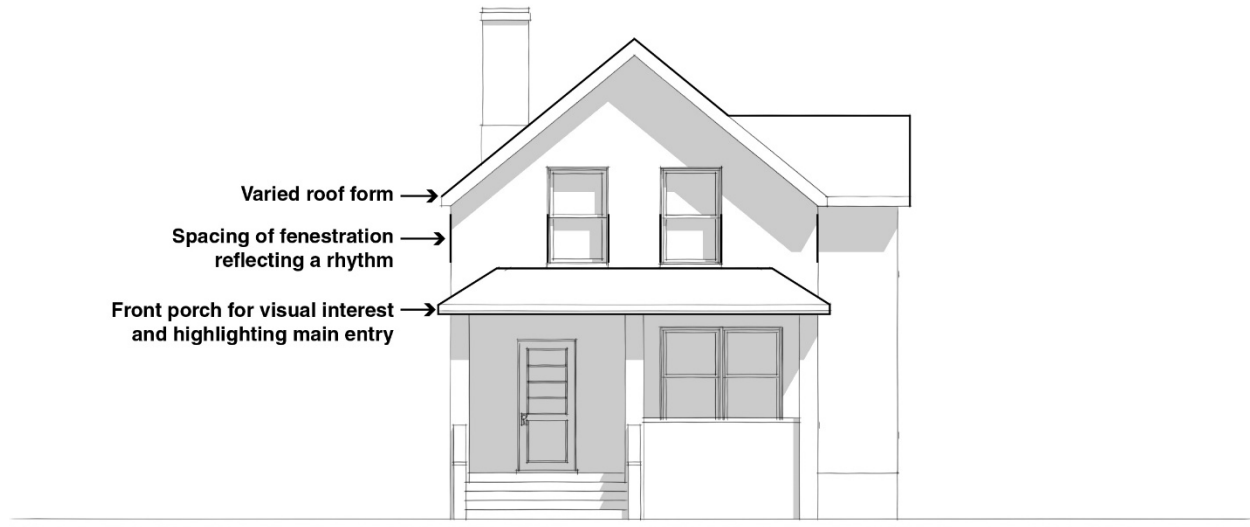 Varied roof form
Spacing of fenestration
reflecting a rhythm
Front porch for visual interest
and highlighting main entry